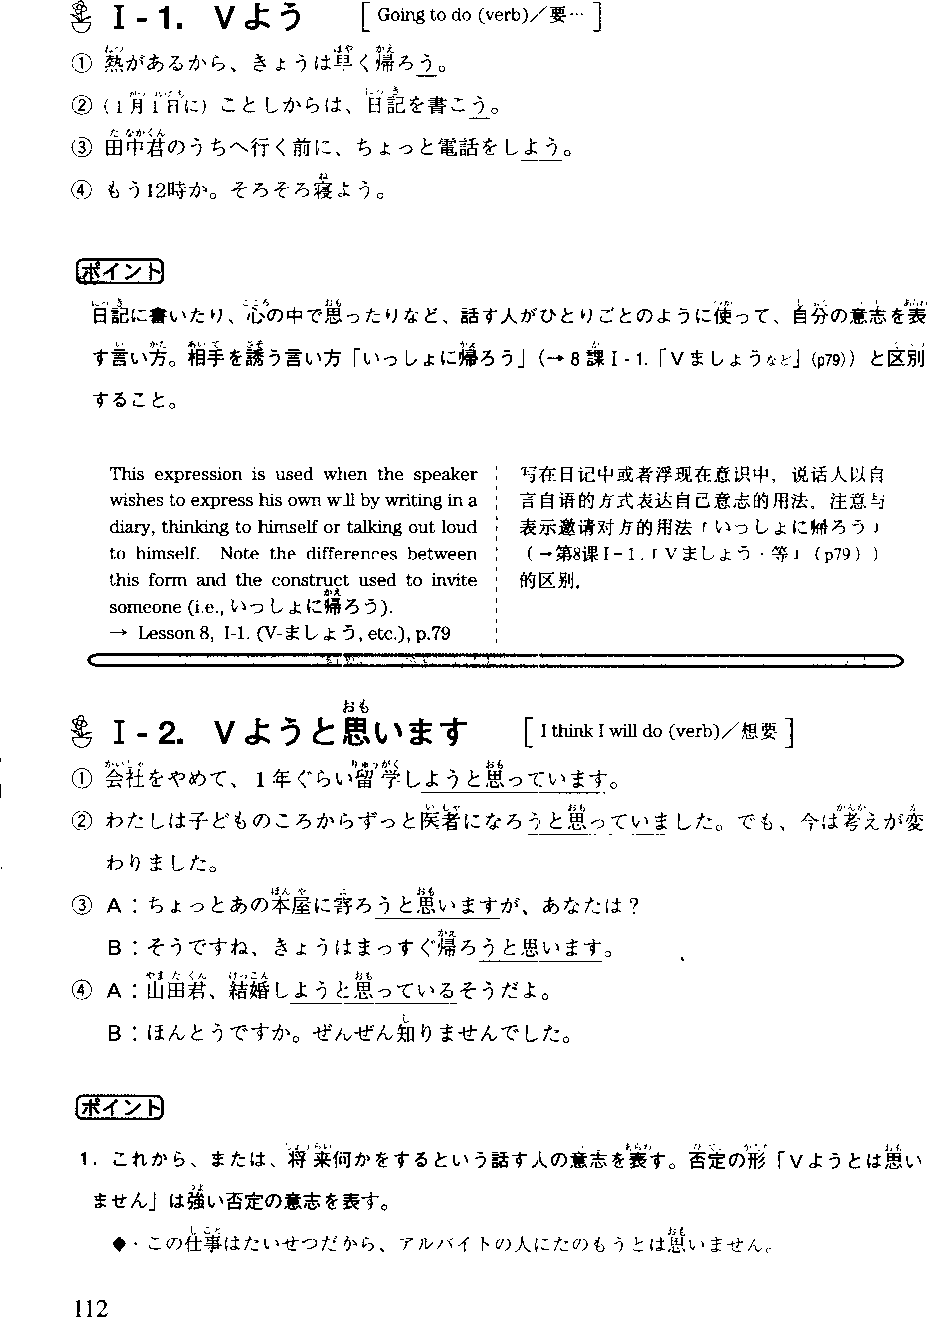 I-1. Vよう [Going to do (verb)／要…]
① 熱があるから、きょうは早く帰ろう。
② (1月1日に) ことしからは、日記を書こう。
③ 田中君のうちへ行く前に、ちょっと電話をしよう。
④ もう12時か。そろそろ寝よう。
ポイント
日記に書いたり、心の中で思ったりなど、話す人がひとりごとのように使って、自分の意志を表
す言い方。相手を誘う言い方「いっしょに帰ろう」(→8課I-1.「Vましょうなど」(p79)) と区別
すること。
This expression is used when the speaker
wishes to express his own will by writing in a
diary, thinking to himself or talking out loud
to himself. Note the differences between
this form and the construct used to invite
someone (i.e., いっしょに帰ろう).
→ Lesson 8, I-1. (V-ましょう, etc.), p.79
写在日记中或者浮现在意识中，说话人以自
言自语的方式表达自己意志的用法。注意与
表示邀请对方的用法「いっしょに帰ろう」
(→第8课I-1.「Vましょう・等」(p79))
的区别。
I-2. Vようと思います [I think I will do (verb)／想要]
① 会社をやめて、1年ぐらい留学しようと思っています。
② わたしは子どものころからずっと医者になろうと思っていました。でも、今は考えが変
わりました。
③ A：ちょっとあの本屋に寄ろうと思いますが、あなたは？
B：そうですね、きょうはまっすぐ帰ろうと思います。
④ A：山田君、結婚しようと思っているそうだよ。
B：ほんとうですか。ぜんぜん知りませんでした。
ポイント
1. これから、または、将来何かをするという話す人の意志を表す。否定の形「Vようとは思い
ません」は強い否定の意志を表す。
◆・この仕事はたいせつだから、アルバイトの人にたのもうとは思いません。
112